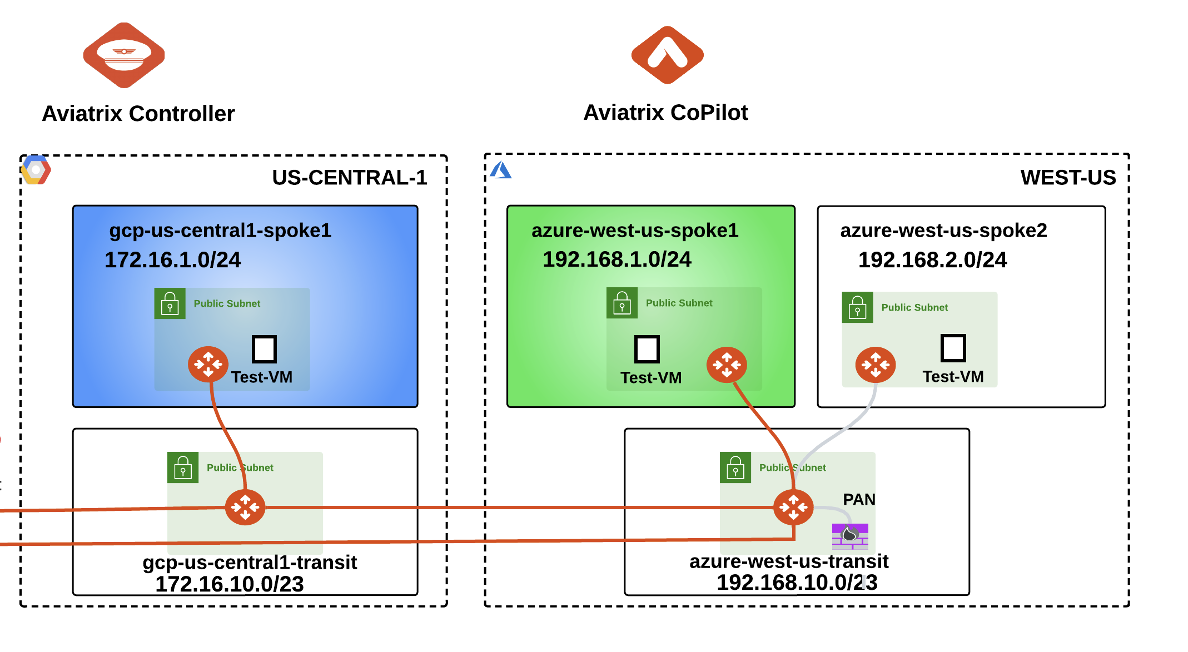 Aviatrix Controller
Aviatrix CoPilot
US-CENTRAL-1
gcp-us-central1-spoke1
172.16.1.0/24
Public Subnet
Test-VM
Public Subnet
gcp-us-central1-transit
172.16.10.0/23
WEST-US
azure-west-us-spoke1
192.168.1.0/24
Public Subnet
Test-VM
azure-west-us-spoke2
192.168.2.0/24
Public Subnet
Test-VM
Public Subnet
PAN
azure-west-us-transit
192.168.10.0/23